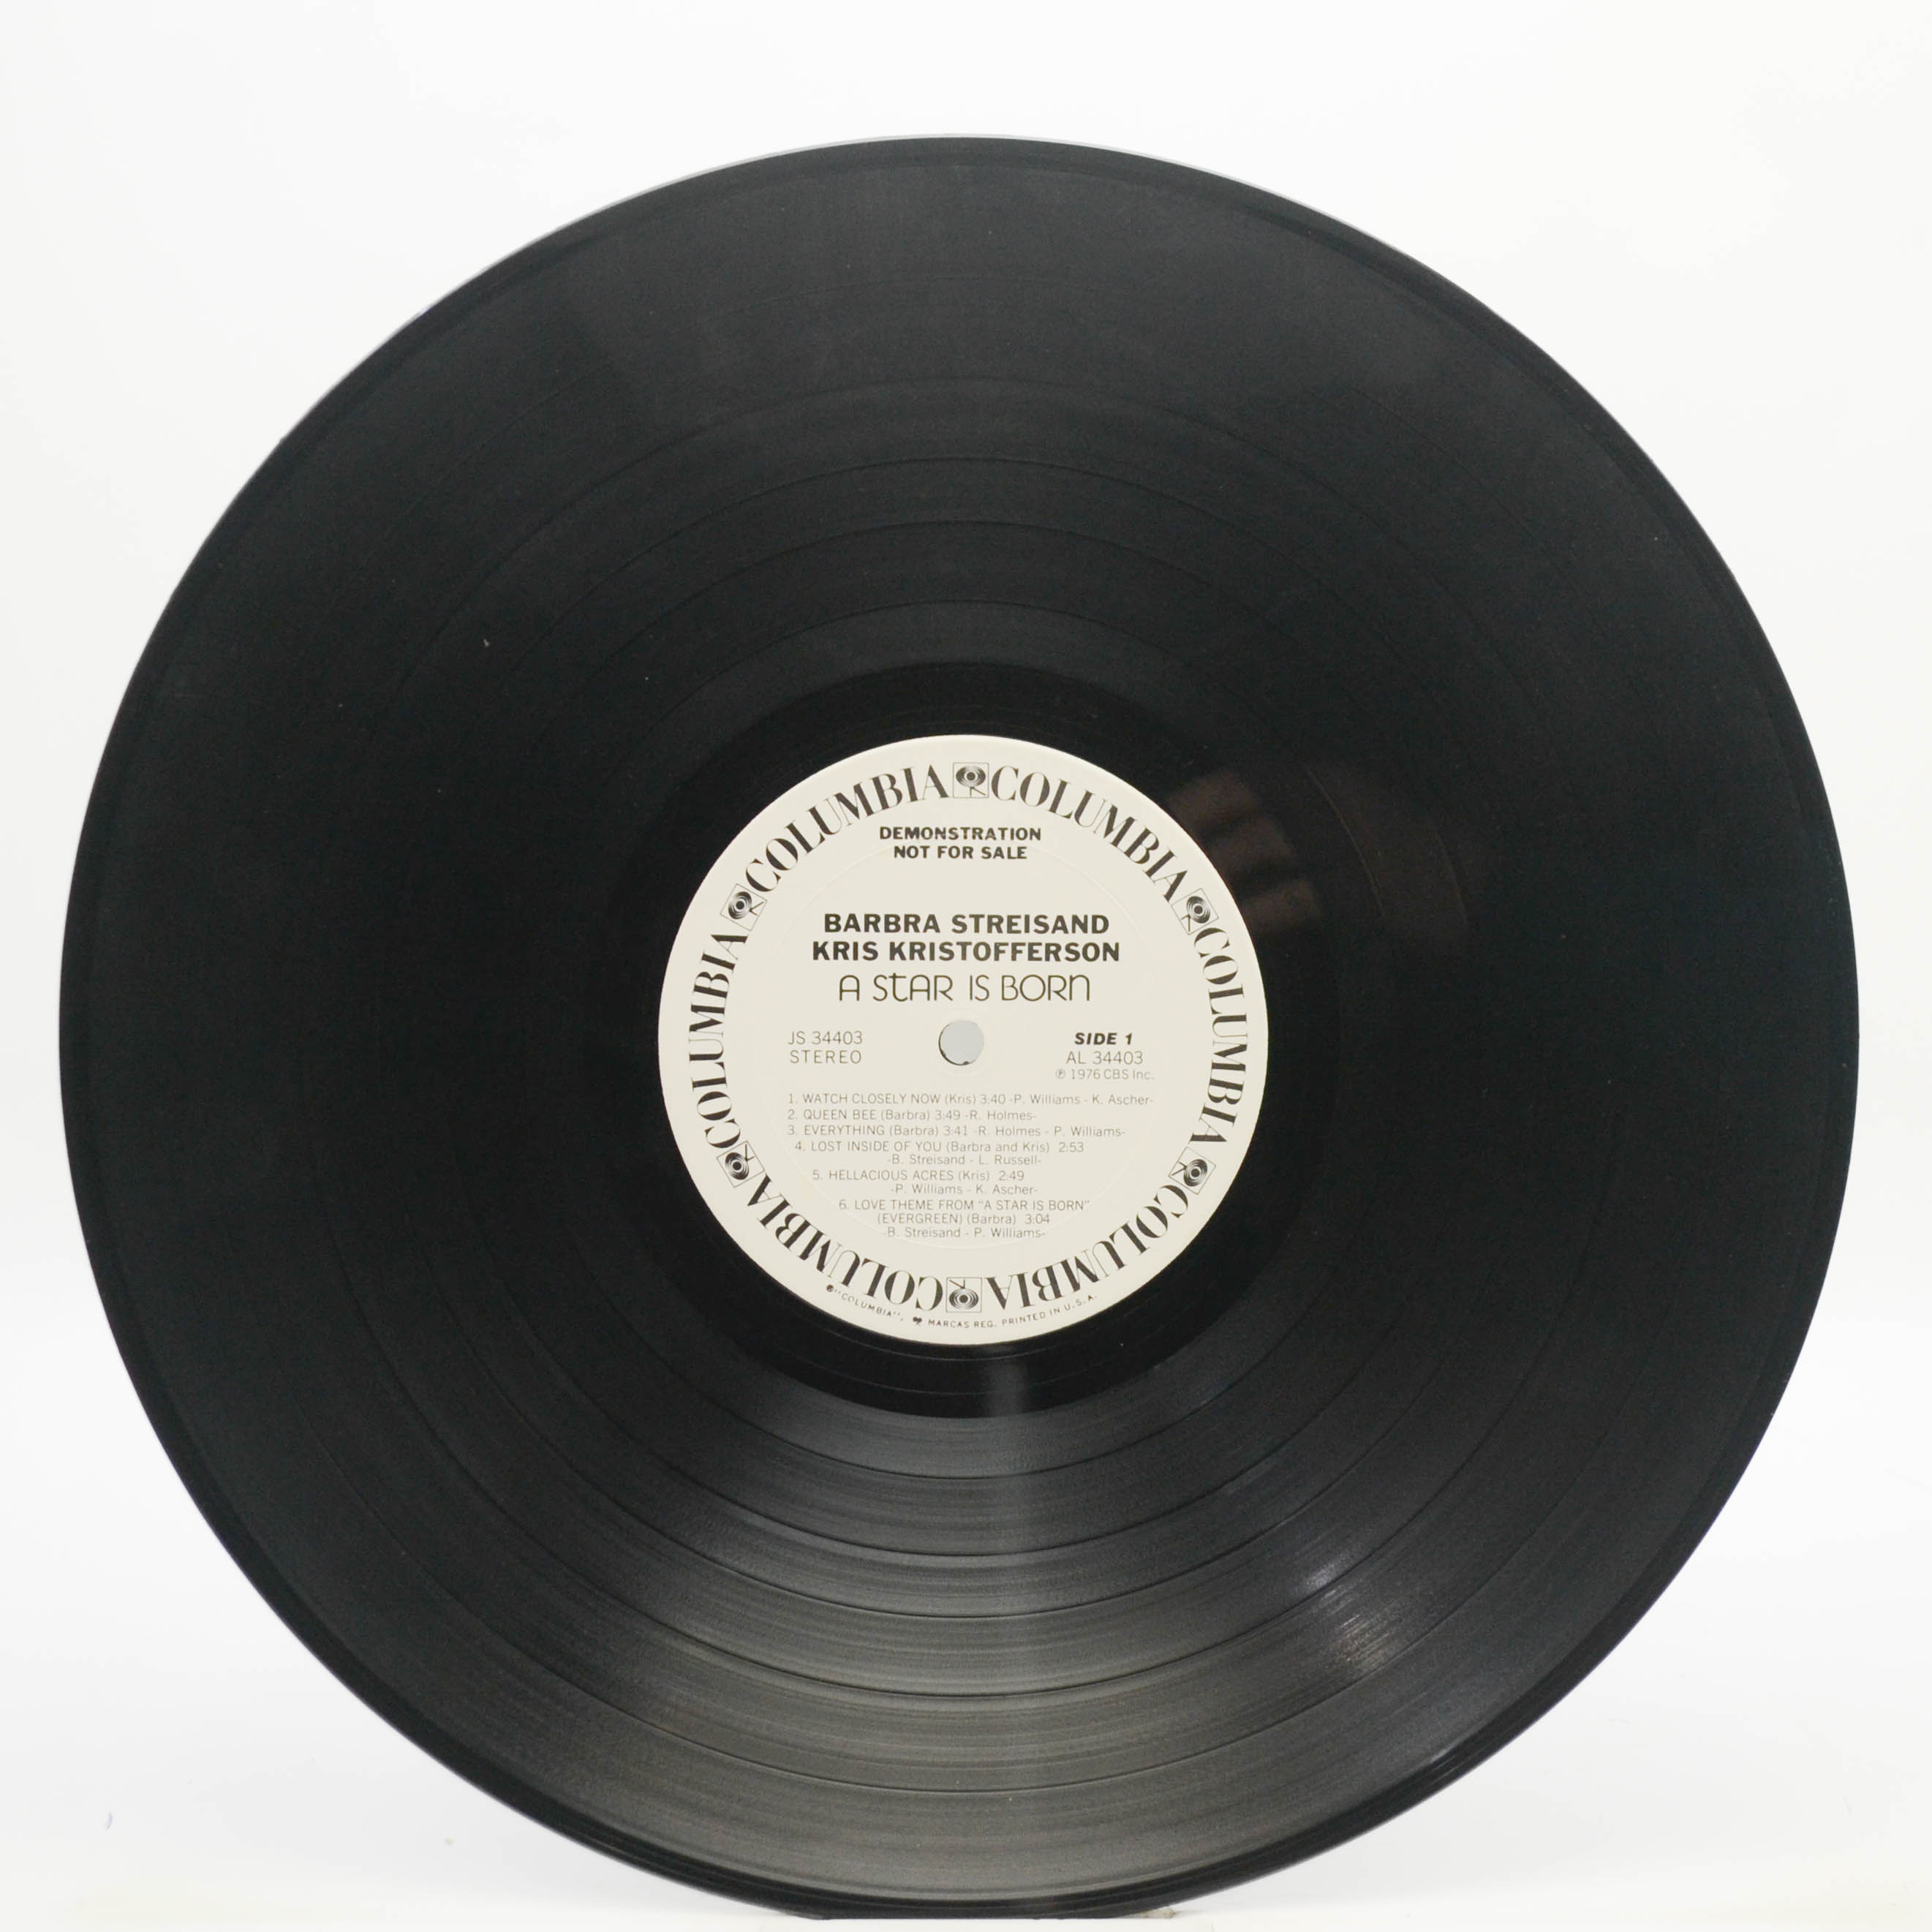 COLUMBIA COLUMBIA COLUMBIA COLUMBIA COLUMBIA COLUMBIA
DEMONSTRATION
NOT FOR SALE
BARBRA STREISAND
KRIS KRISTOFFERSON
A STAR IS BORN
JS 34403
STEREO
SIDE 1
AL 34403
℗ 1976 CBS Inc.
1. WATCH CLOSELY NOW (Kris) 3:40 -P. Williams - K. Ascher-
2. QUEEN BEE (Barbra) 3:49 -R. Holmes-
3. EVERYTHING (Barbra) 3:41 -R. Holmes - P. Williams-
4. LOST INSIDE OF YOU (Barbra and Kris) 2:53
-B. Streisand - L. Russell-
5. HELLACIOUS ACRES (Kris) 2:49
-P. Williams - K. Ascher-
6. LOVE THEME FROM "A STAR IS BORN"
(EVERGREEN) (Barbra) 3:04
-B. Streisand - P. Williams-
®"COLUMBIA", MARCAS REG. PRINTED IN U.S.A.